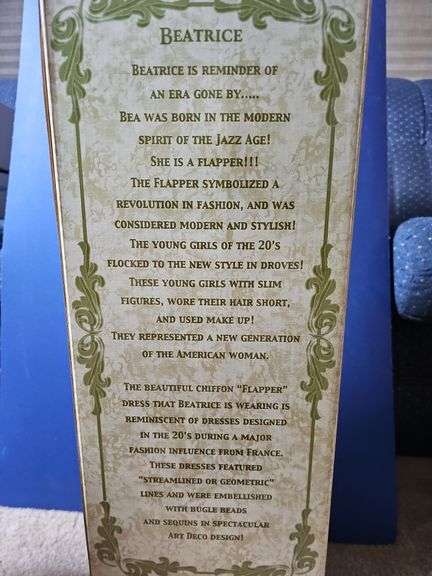 BEATRICE
BEATRICE IS REMINDER OF
AN ERA GONE BY.....
BEA WAS BORN IN THE MODERN
SPIRIT OF THE JAZZ AGE!
SHE IS A FLAPPER!!!
THE FLAPPER SYMBOLIZED A
REVOLUTION IN FASHION, AND WAS
CONSIDERED MODERN AND STYLISH!
THE YOUNG GIRLS OF THE 20'S
FLOCKED TO THE NEW STYLE IN DROVES!
THESE YOUNG GIRLS WITH SLIM
FIGURES, WORE THEIR HAIR SHORT,
AND USED MAKE UP!
THEY REPRESENTED A NEW GENERATION
OF THE AMERICAN WOMAN.
THE BEAUTIFUL CHIFFON "FLAPPER"
DRESS THAT BEATRICE IS WEARING IS
REMINISCENT OF DRESSES DESIGNED
IN THE 20'S DURING A MAJOR
FASHION INFLUENCE FROM FRANCE.
THESE DRESSES FEATURED
"STREAMLINED OR GEOMETRIC"
LINES AND WERE EMBELLISHED
WITH BUGLE BEADS
AND SEQUINS IN SPECTACULAR
ART DECO DESIGN!